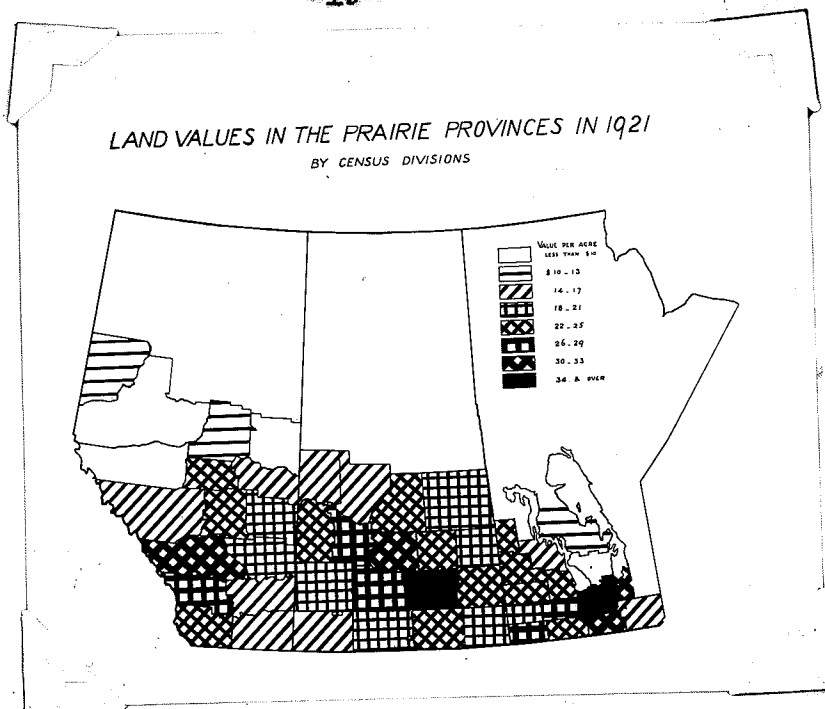 LAND VALUES IN THE PRAIRIE PROVINCES IN 1921
BY CENSUS DIVISIONS
VALUE PER ACRE
LESS THAN $10
$10-13
14-17
18-21
22-25
26-29
30-33
34 & OVER